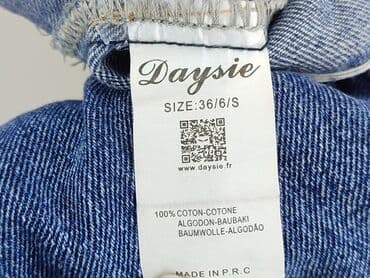 Daysie
SIZE:36/6/S
www.daysie.fr
100% COTON-COTONE
ALGODON-BAUBAKI
BAUMWOLLE-ALGODÃO
MADE IN P.R.C